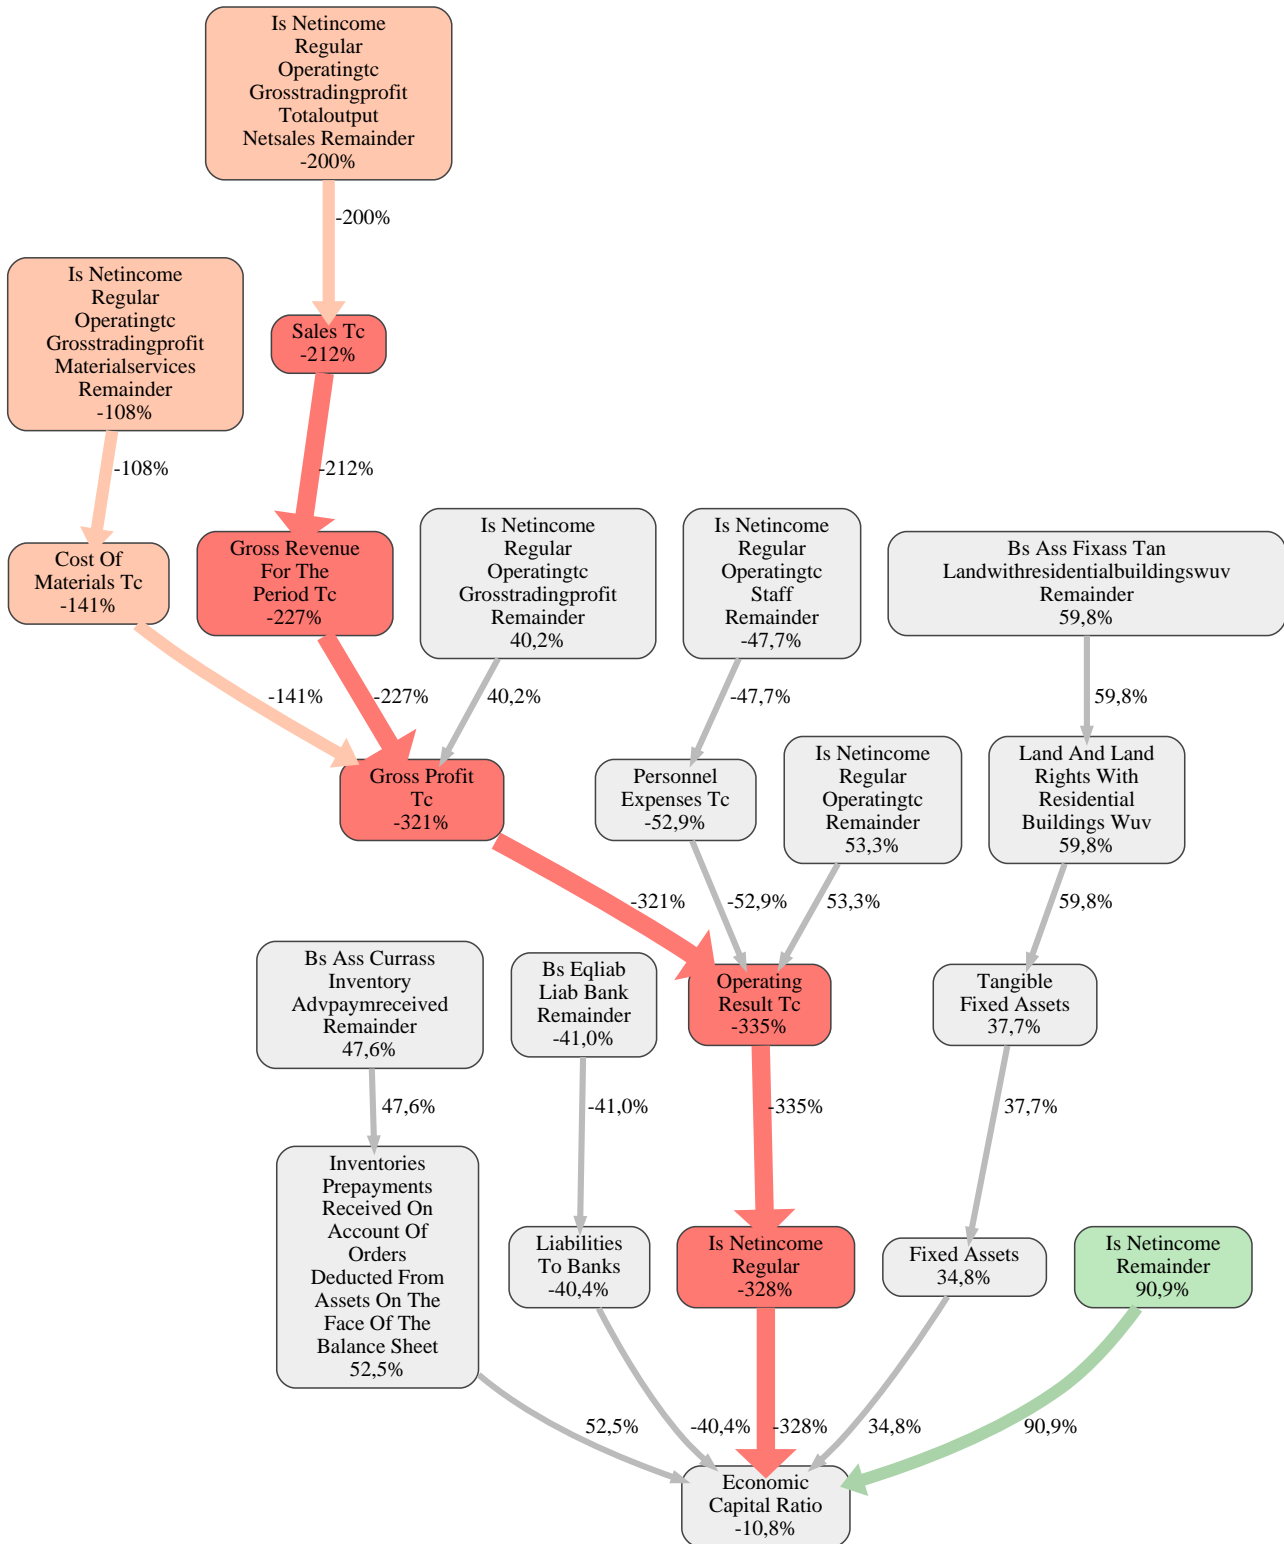 Is Netincome
Regular
Operatingtc
Grosstradingprofit
Totaloutput
Netsales Remainder
-200%
-200%
Is Netincome
Regular
Operatingtc
Grosstradingprofit
Materialservices
Remainder
-108%
Sales Tc
-212%
-108%
-212%
Cost Of
Materials Tc
-141%
Gross Revenue
For The
Period Tc
-227%
Is Netincome
Regular
Operatingtc
Grosstradingprofit
Remainder
40,2%
Is Netincome
Regular
Operatingtc
Staff
Remainder
-47,7%
Bs Ass Fixass Tan
Landwithresidentialbuildingswuv
Remainder
59,8%
-141%
-227%
40,2%
-47,7%
59,8%
Gross Profit
Tc
-321%
Personnel
Expenses Tc
-52,9%
Is Netincome
Regular
Operatingtc
Remainder
53,3%
Land And Land
Rights With
Residential
Buildings Wuv
59,8%
-321%
-52,9%
53,3%
59,8%
Bs Ass Currass
Inventory
Advpaymreceived
Remainder
47,6%
Bs Eqliab
Liab Bank
Remainder
-41,0%
Operating
Result Tc
-335%
Tangible
Fixed Assets
37,7%
47,6%
-41,0%
-335%
37,7%
Inventories
Prepayments
Received On
Account Of
Orders
Deducted From
Assets On The
Face Of The
Balance Sheet
52,5%
Liabilities
To Banks
-40,4%
Is Netincome
Regular
-328%
Fixed Assets
34,8%
Is Netincome
Remainder
90,9%
52,5%
-40,4%
-328%
34,8%
90,9%
Economic
Capital Ratio
-10,8%